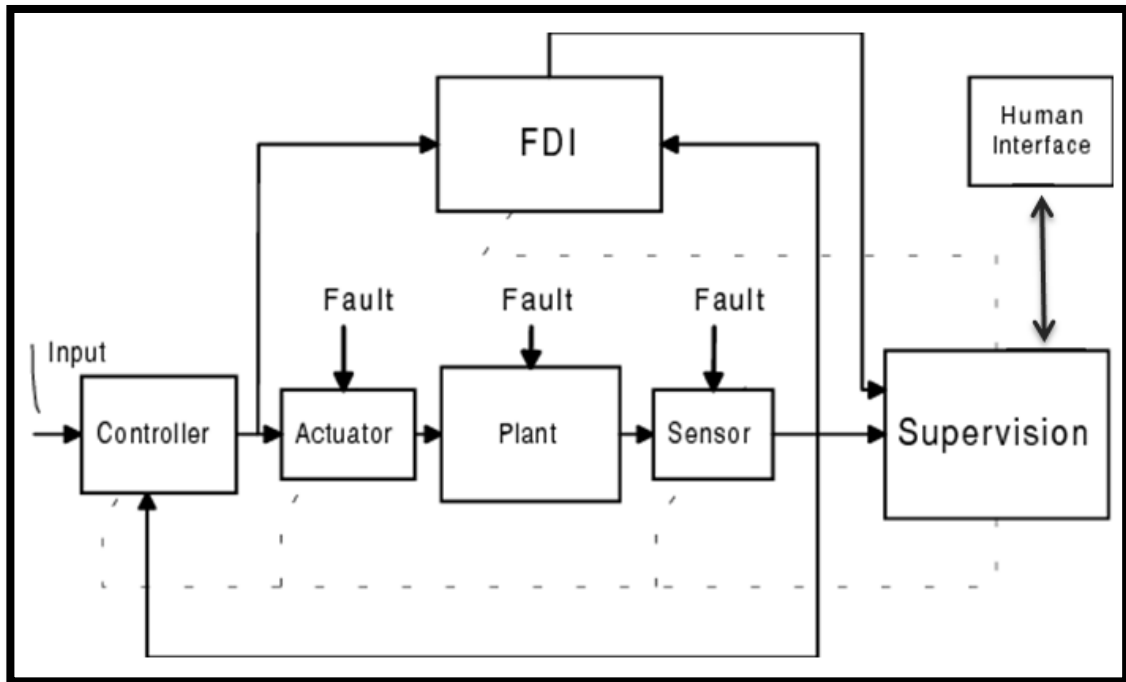 FDI
Human
Interface
Fault
Fault
Fault
Input
Controller
Actuator
Plant
Sensor
Supervision